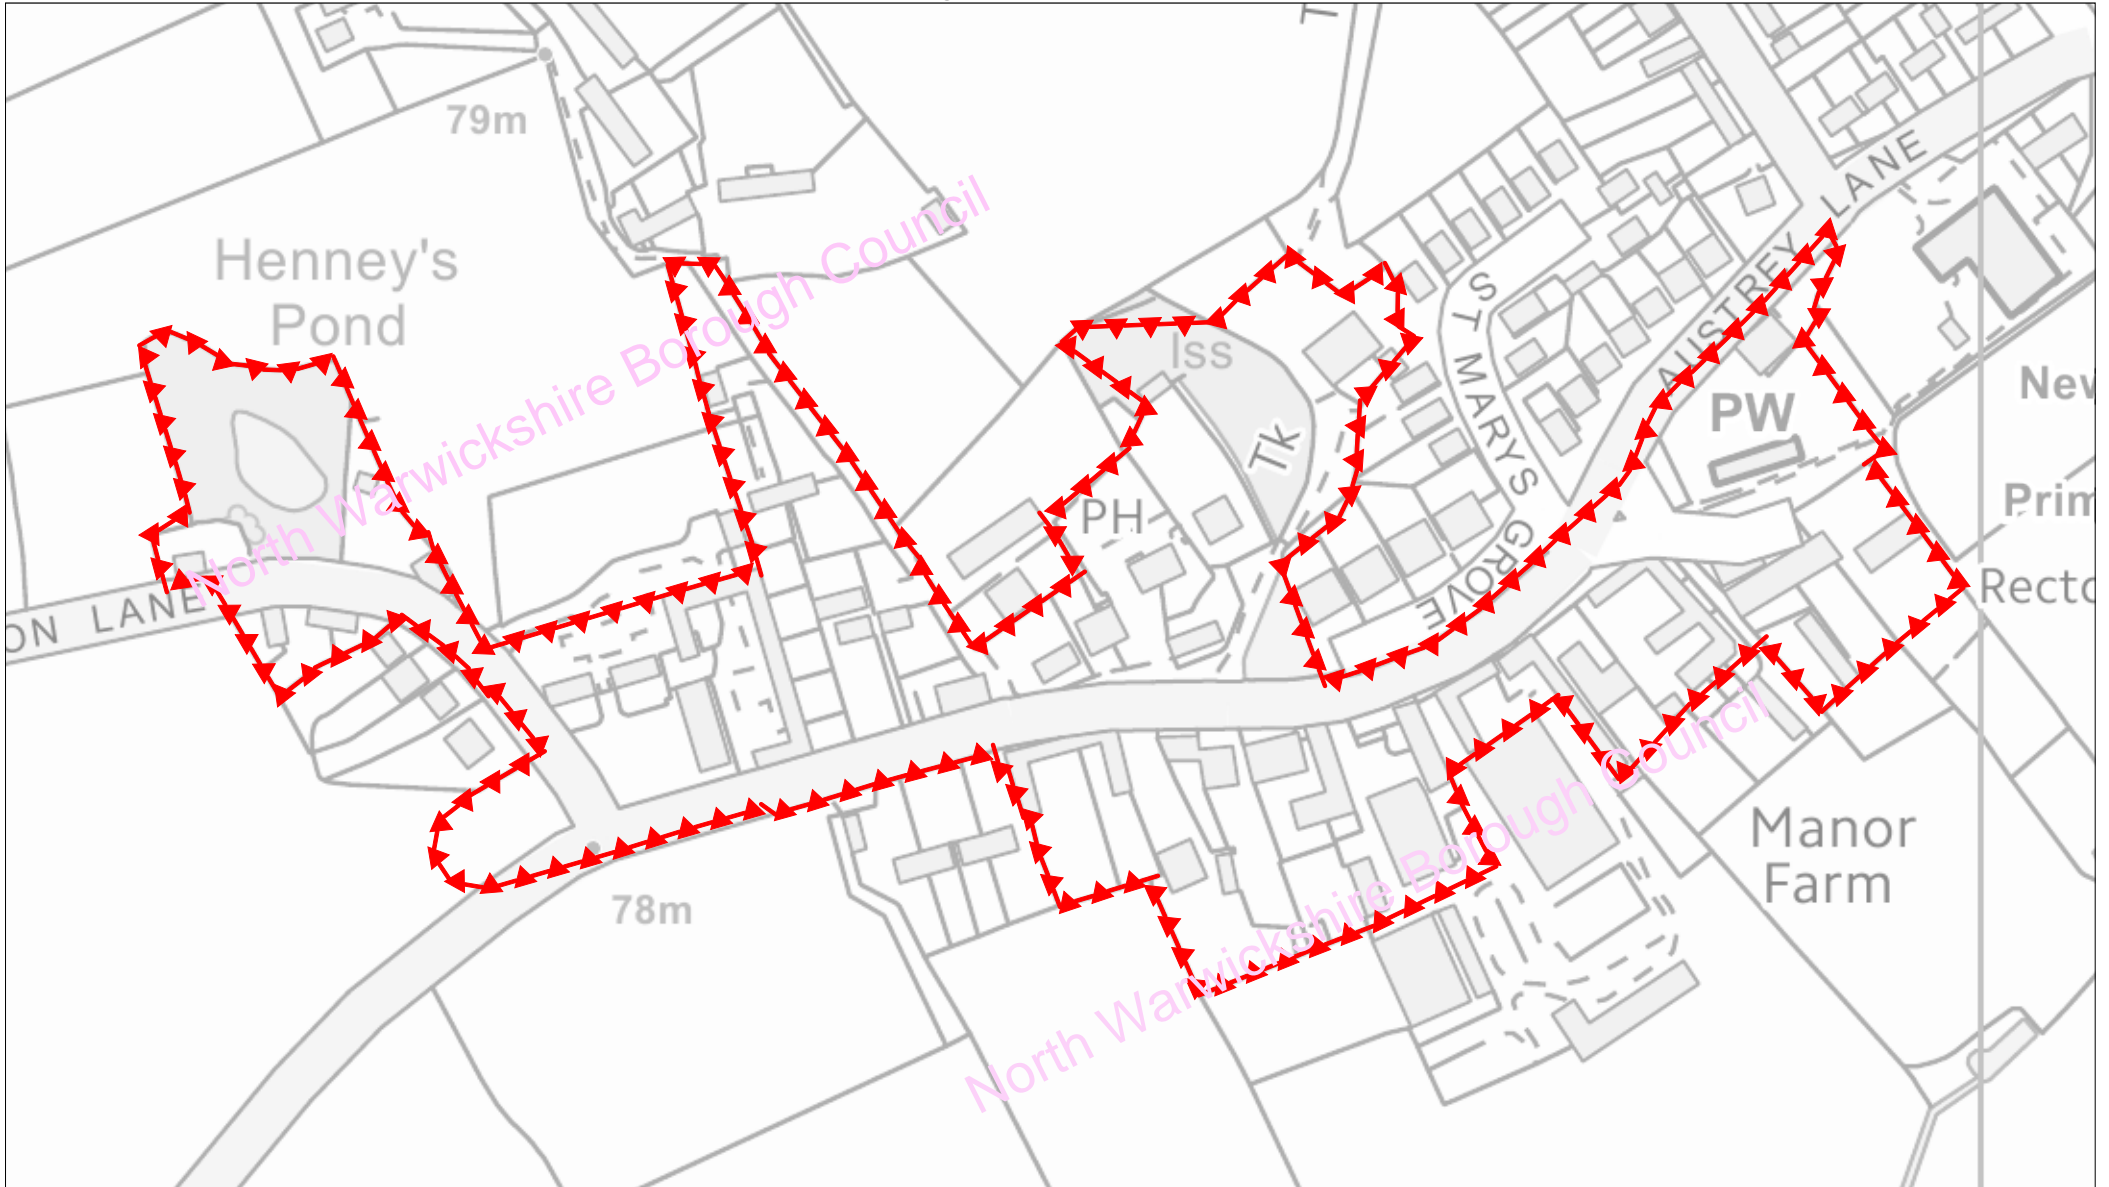 T
79m
LANE
North Warwickshire Borough Council
Henney's
Pond
ST MARYS GROVE
AUSTREY
Iss
Tk
PW
New
Prim
PH
Recto
ON LANE
North Warwickshire Borough Council
Manor
Farm
78m